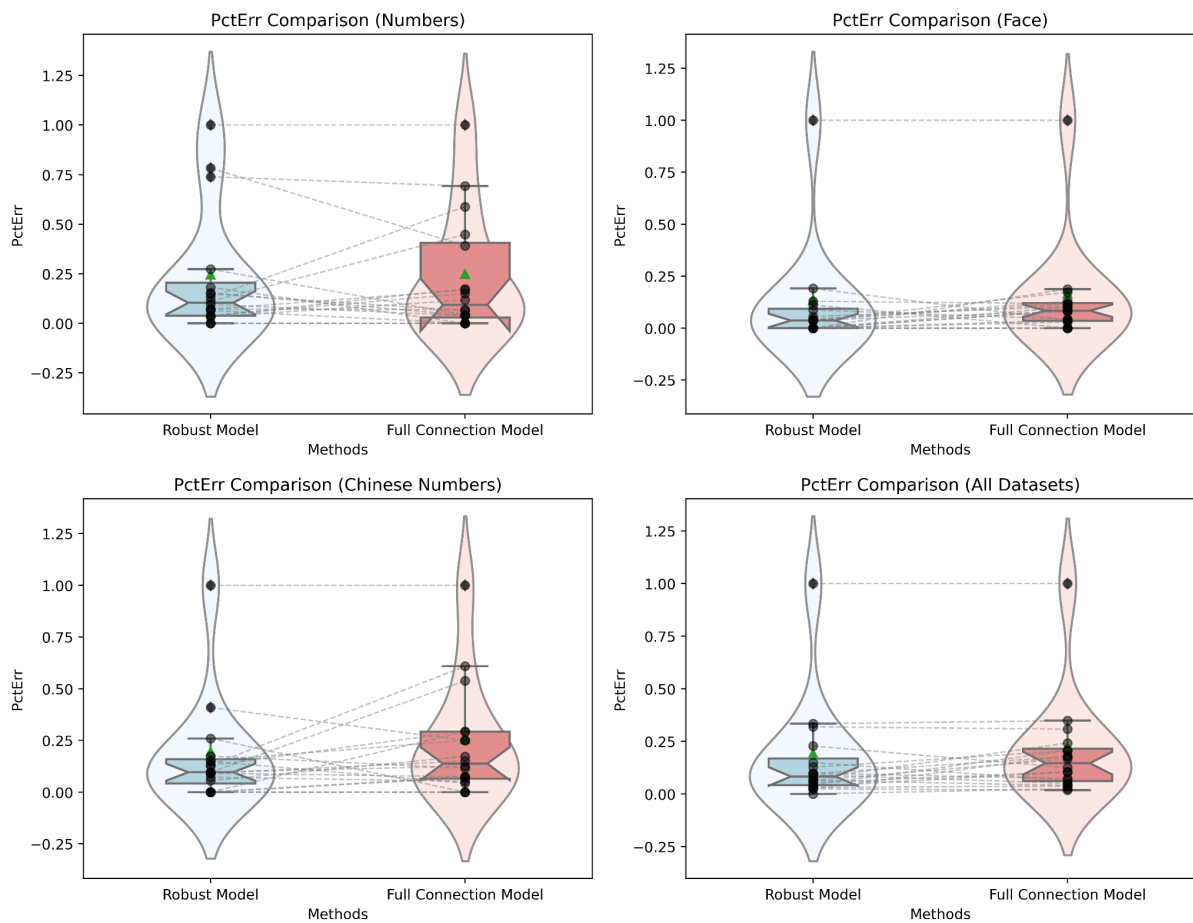 PctErr Comparison (Numbers)
1.25
1.00
0.75
0.50
0.25
0.00
−0.25
PctErr
Robust Model
Full Connection Model
Methods
PctErr Comparison (Face)
1.25
1.00
0.75
0.50
0.25
0.00
−0.25
PctErr
Robust Model
Full Connection Model
Methods
PctErr Comparison (Chinese Numbers)
1.25
1.00
0.75
0.50
0.25
0.00
−0.25
PctErr
Robust Model
Full Connection Model
Methods
PctErr Comparison (All Datasets)
1.25
1.00
0.75
0.50
0.25
0.00
−0.25
PctErr
Robust Model
Full Connection Model
Methods